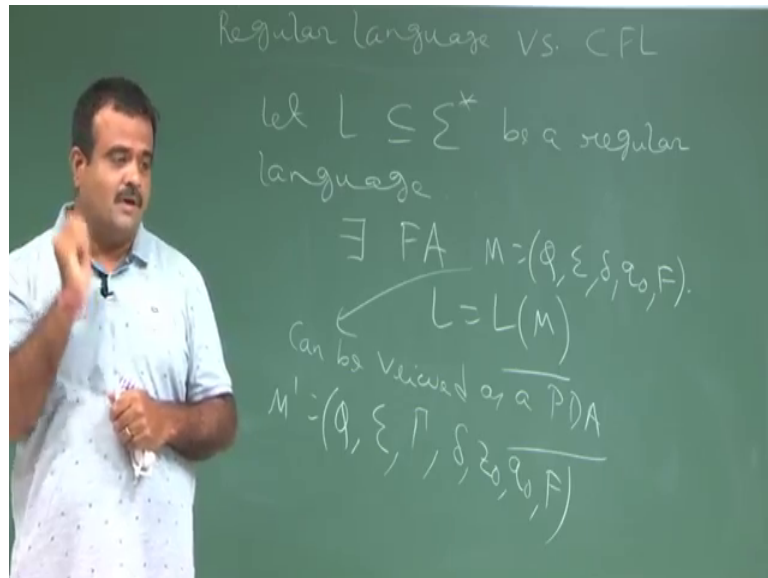 Regular language vs. CFL
Let L ⊆ Σ* be a regular
language.
∃ FA M=(Q, Σ, δ, q₀, F).
L = L(M)
Can be viewed as a PDA
M' = (Q, Σ, Γ, δ, z₀, q₀, F)